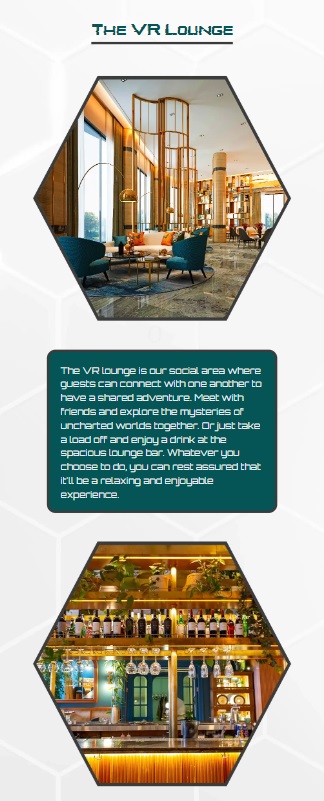 The VR Lounge
The VR lounge is our social area where
guests can connect with one another to
have a shared adventure. Meet with
friends and explore the mysteries of
uncharted worlds together. Or just take
a load off and enjoy a drink at the
spacious lounge bar. Whatever you
choose to do, you can rest assured that
it'll be a relaxing and enjoyable
experience.